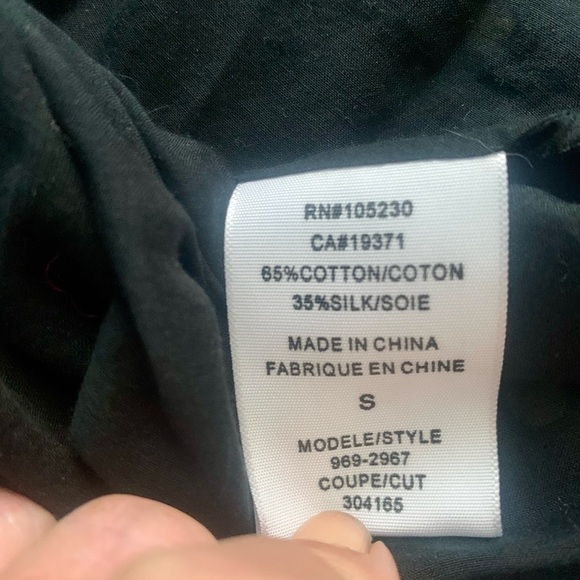 RN#105230
CA#19371
65%COTTON/COTON
35%SILK/SOIE
MADE IN CHINA
FABRIQUE EN CHINE
S
MODELE/STYLE
969-2967
COUPE/CUT
304165